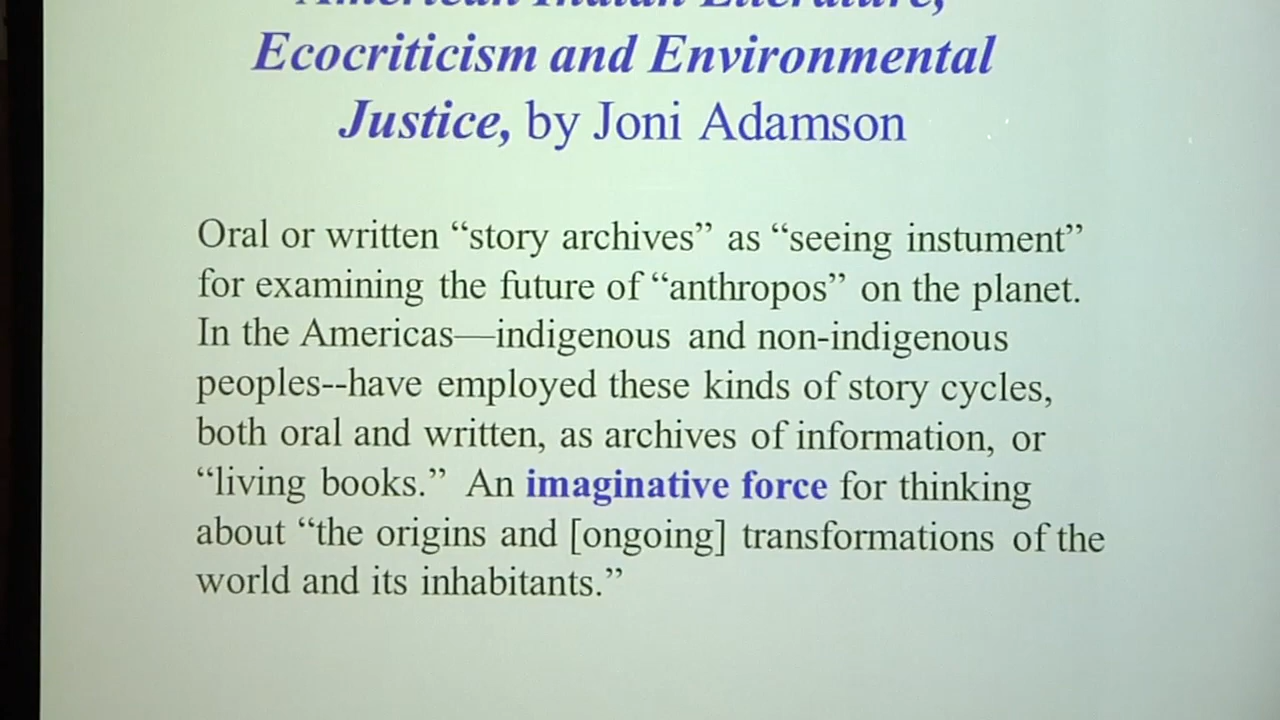 American Indian Literature,
Ecocriticism and Environmental
Justice, by Joni Adamson
Oral or written “story archives” as “seeing instument”
for examining the future of “anthropos” on the planet.
In the Americas—indigenous and non-indigenous
peoples--have employed these kinds of story cycles,
both oral and written, as archives of information, or
“living books.” An imaginative force for thinking
about “the origins and [ongoing] transformations of the
world and its inhabitants.”